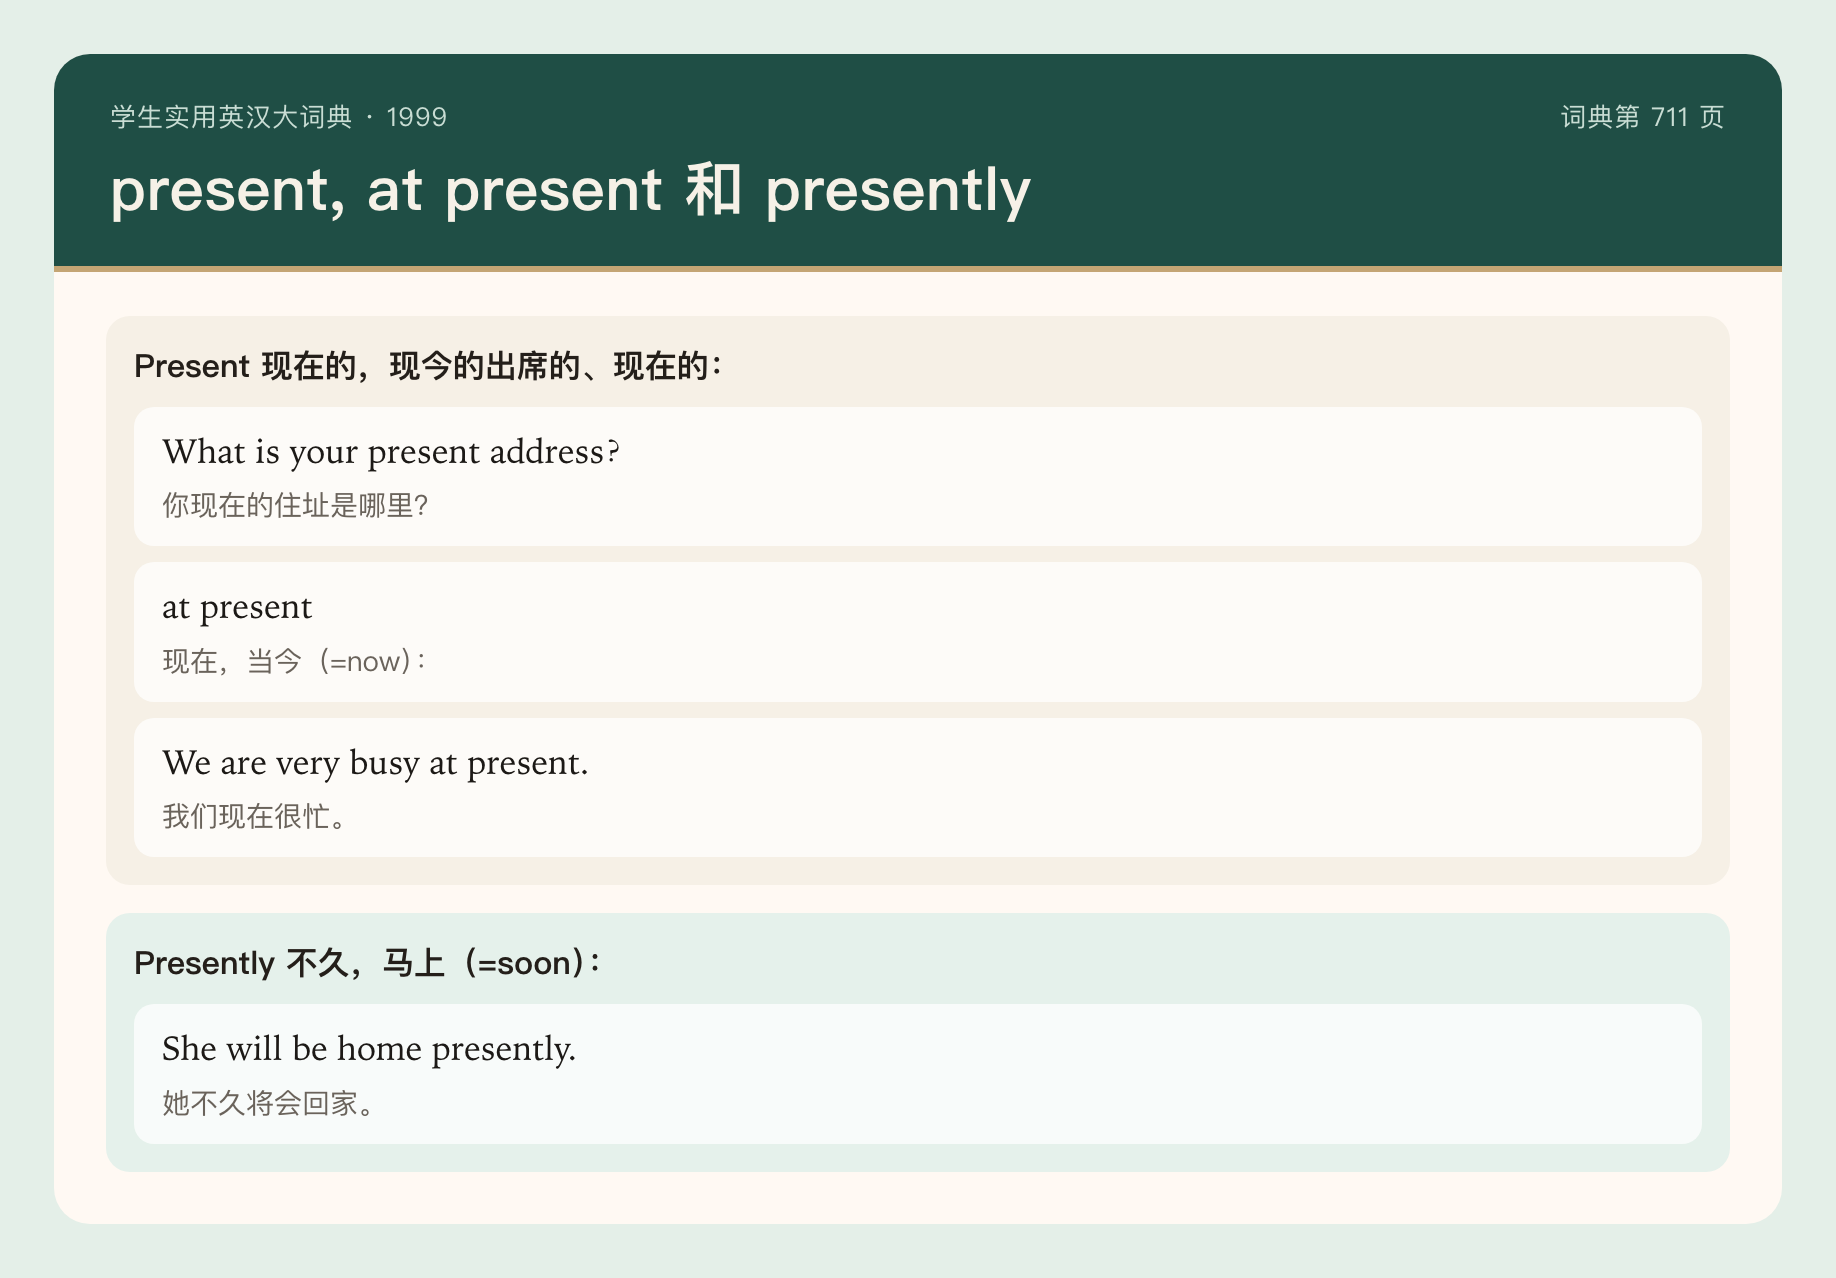 学生实用英汉大词典 · 1999
词典第 711 页
present, at present 和 presently
Present 现在的，现今的出席的、现在的：
What is your present address?
你现在的住址是哪里？
at present
现在，当今（=now）：
We are very busy at present.
我们现在很忙。
Presently 不久，马上（=soon）：
She will be home presently.
她不久将会回家。